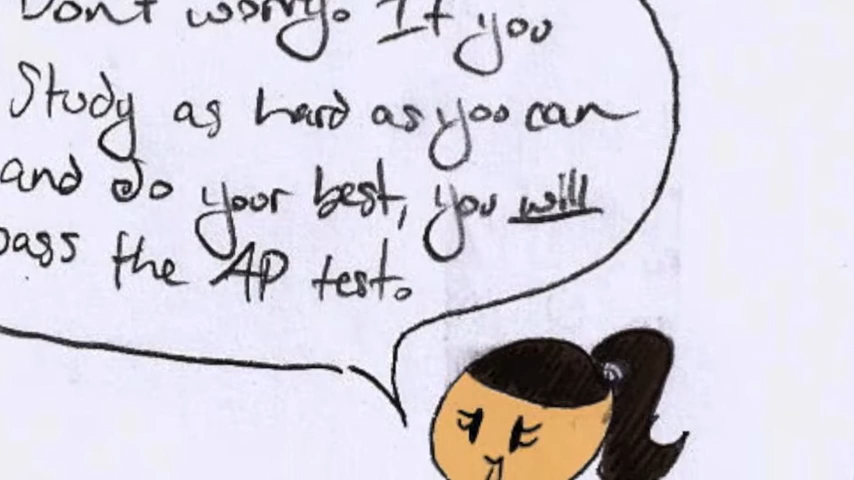 Don't worry. If you
Study as hard as you can
and do your best, you will
pass the AP test.